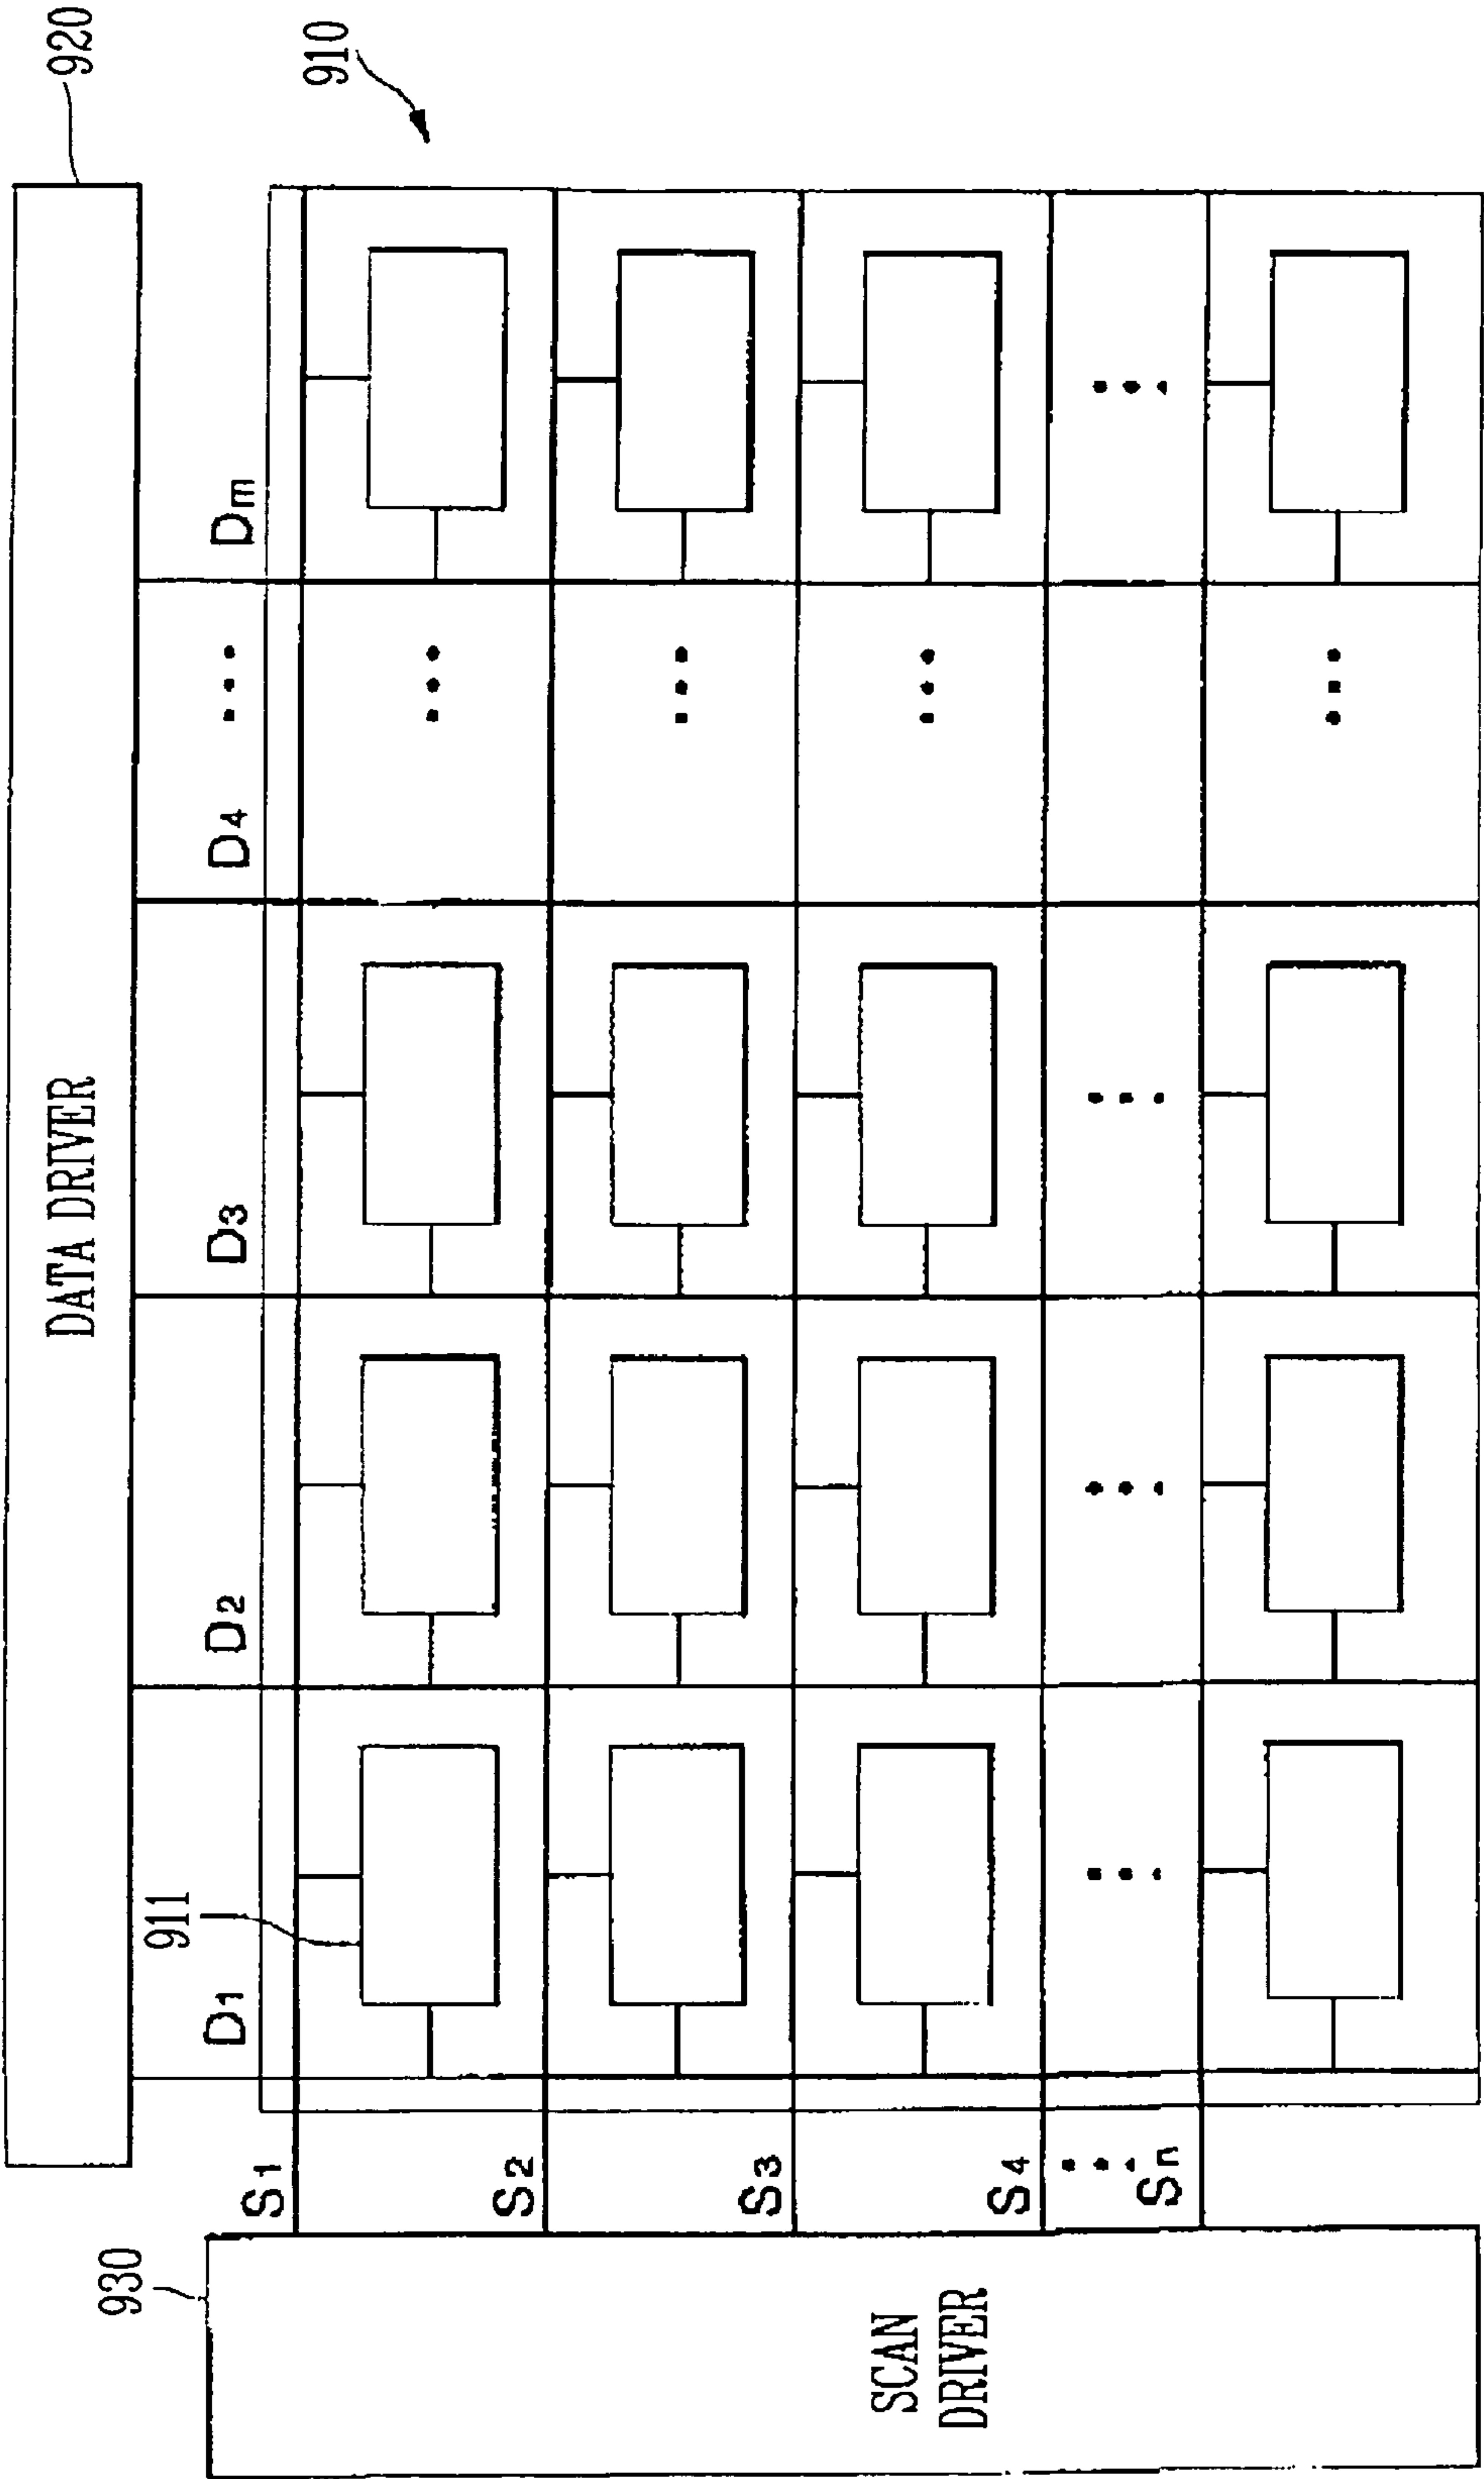 DATA DRIVER
920
910
930
911
D1
D2
D3
D4
...
Dm
S1
S2
S3
S4
Sn
SCAN
DRIVER